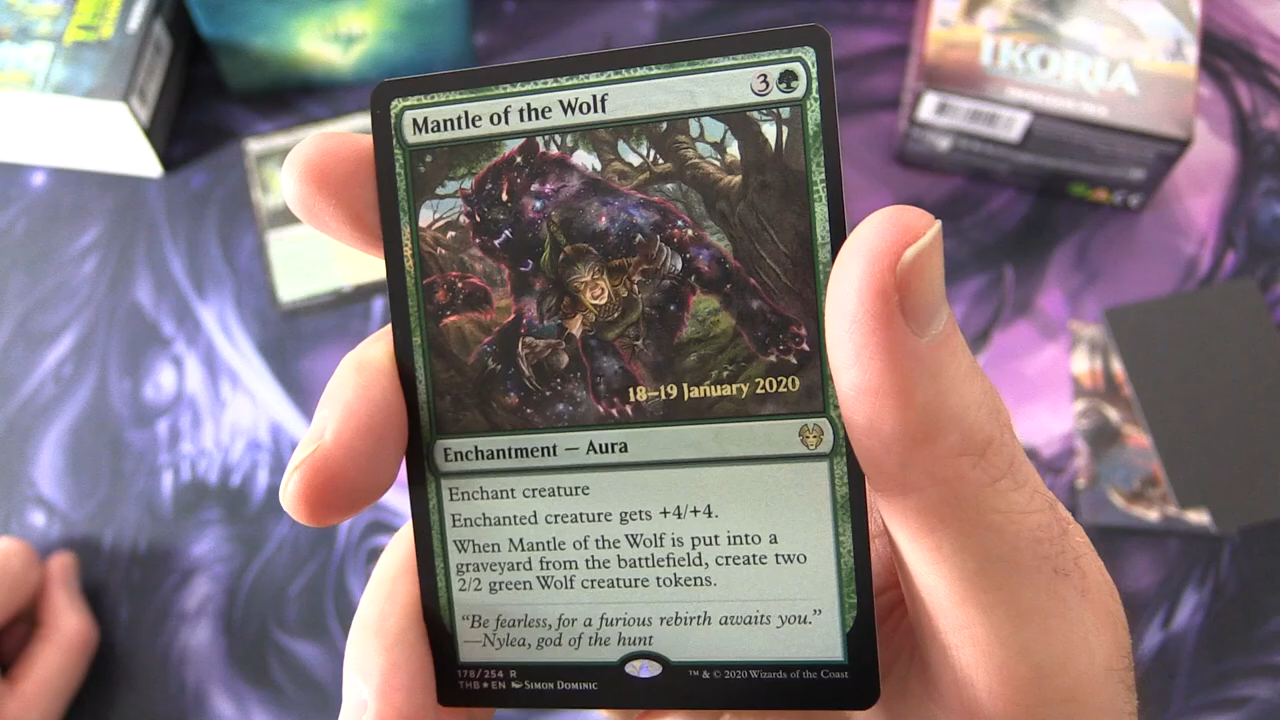 IKORIA
Mantle of the Wolf
3
18–19 January 2020
Enchantment — Aura
Enchant creature
Enchanted creature gets +4/+4.
When Mantle of the Wolf is put into a
graveyard from the battlefield, create two
2/2 green Wolf creature tokens.
“Be fearless, for a furious rebirth awaits you.”
—Nylea, god of the hunt
178/254 R
THB★EN Simon Dominic
™ & © 2020 Wizards of the Coast